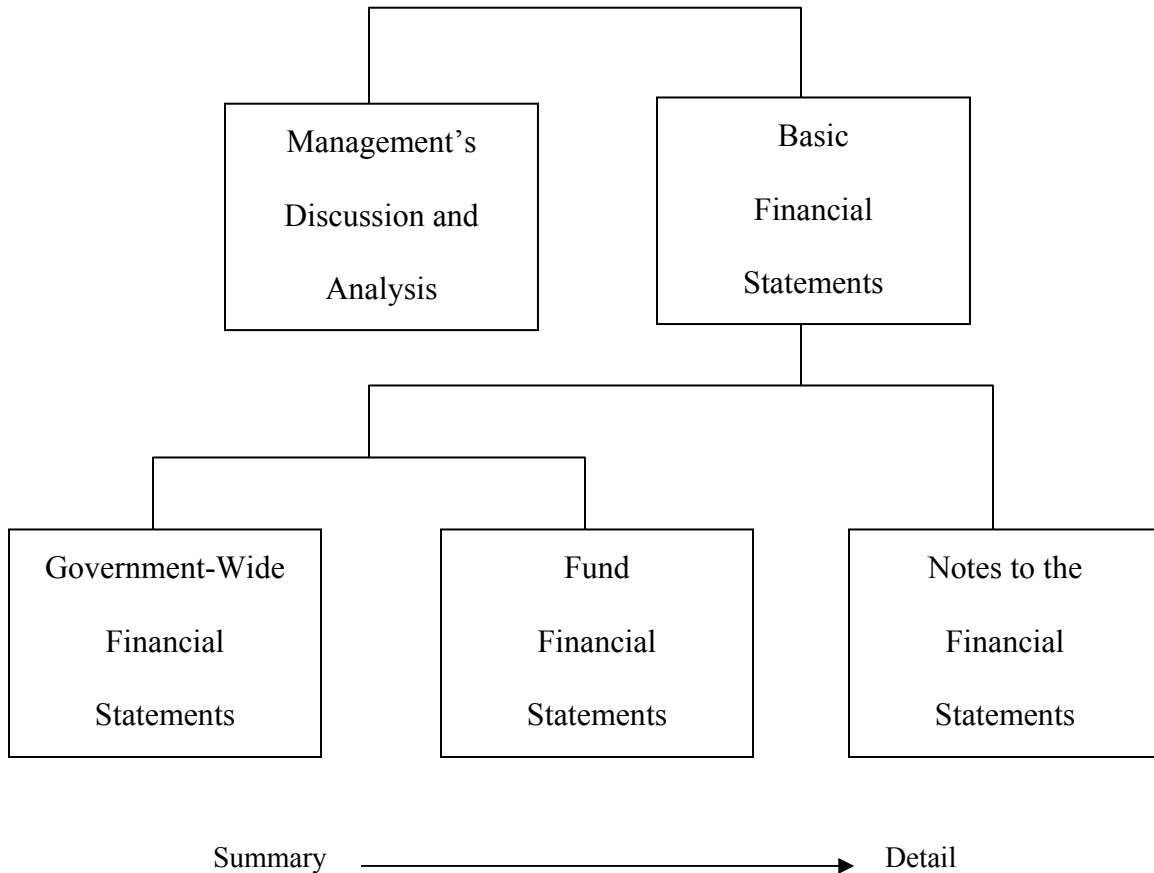 Management’s
Discussion and
Analysis
Basic
Financial
Statements
Government-Wide
Financial
Statements
Fund
Financial
Statements
Notes to the
Financial
Statements
Summary
Detail